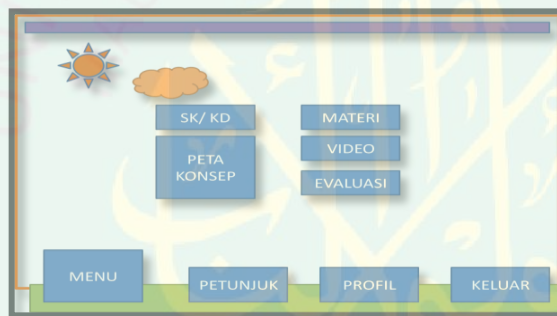 SK/ KD
MATERI
PETA
KONSEP
VIDEO
EVALUASI
MENU
PETUNJUK
PROFIL
KELUAR